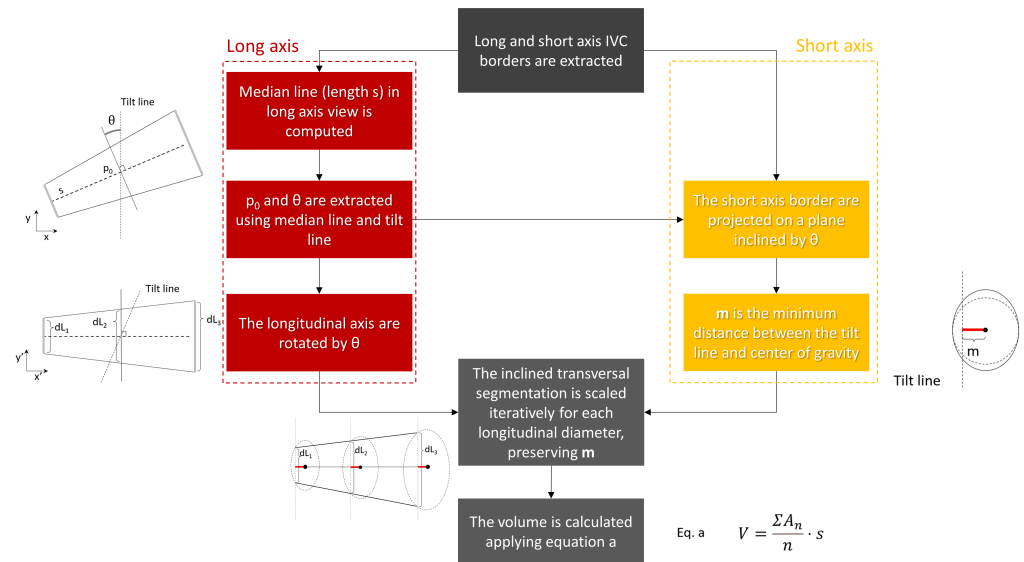 Long axis
Long and short axis IVC
borders are extracted
Short axis
Median line (length s) in
long axis view is
computed
Tilt line
θ
p0
s
y
x
p0 and θ are extracted
using median line and tilt
line
The short axis border are
projected on a plane
inclined by θ
Tilt line
dL1
dL2
dL3
y'
x'
The longitudinal axis are
rotated by θ
m is the minimum
distance between the tilt
line and center of gravity
m
Tilt line
The inclined transversal
segmentation is scaled
iteratively for each
longitudinal diameter,
preserving m
dL1
dL2
dL3
The volume is calculated
applying equation a
Eq. a
V = ΣAn/n · s